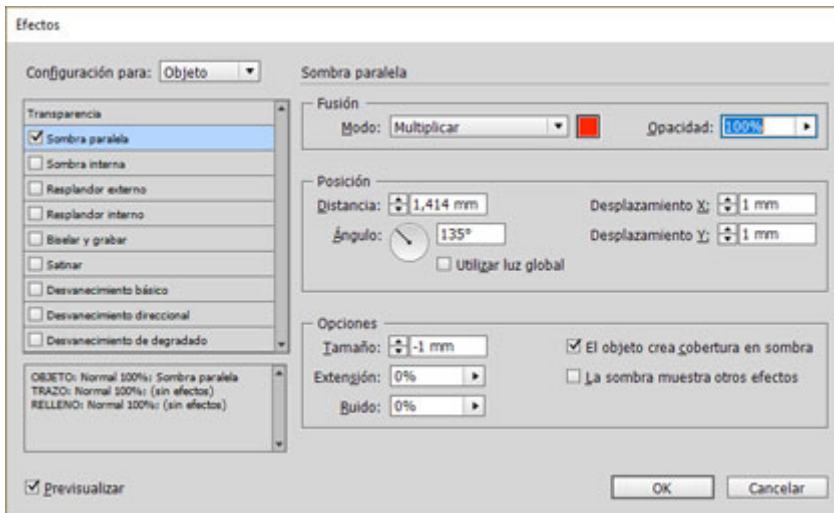 Efectos
Configuración para: Objeto
Transparencia
Sombra paralela
Sombra interna
Resplandor externo
Resplandor interno
Biselar y grabar
Satinar
Desvanecimiento básico
Desvanecimiento direccional
Desvanecimiento de degradado
OBJETO: Normal 100%; Sombra paralela
TRAZO: Normal 100%; (sin efectos)
RELLENO: Normal 100%; (sin efectos)
Previsualizar
Sombra paralela
Fusión
Modo: Multiplicar Opacidad: 100%
Posición
Distancia: 1,414 mm Desplazamiento X: 1 mm
Ángulo: 135° Desplazamiento Y: 1 mm
Utilizar luz global
Opciones
Tamaño: -1 mm El objeto crea cobertura en sombra
Extensión: 0% La sombra muestra otros efectos
Ruido: 0%
OK Cancelar